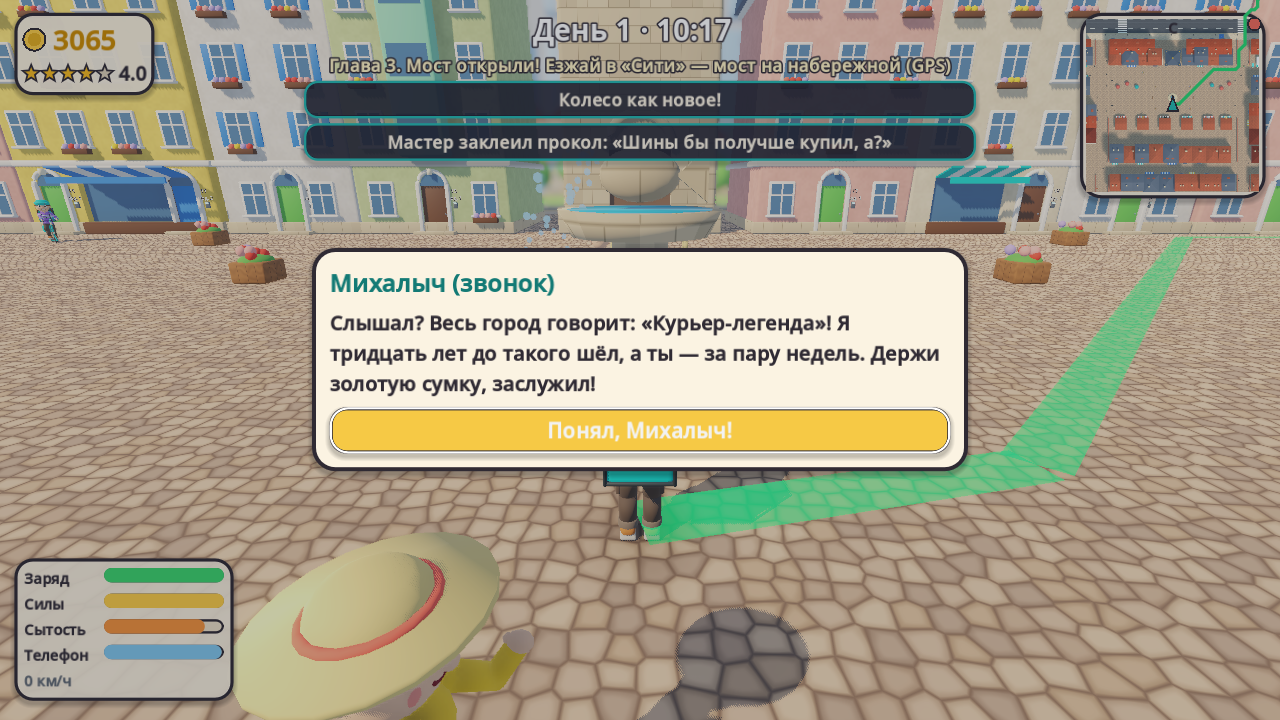 3065
4.0
День 1 · 10:17
Глава 3. Мост открыли! Езжай в «Сити» — мост на набережной (GPS)
Колесо как новое!
Мастер заклеил прокол: «Шины бы получше купил, а?»
Михалыч (звонок)
Слышал? Весь город говорит: «Курьер-легенда»! Я
тридцать лет до такого шёл, а ты — за пару недель. Держи
золотую сумку, заслужил!
Понял, Михалыч!
Заряд
Силы
Сытость
Телефон
0 км/ч